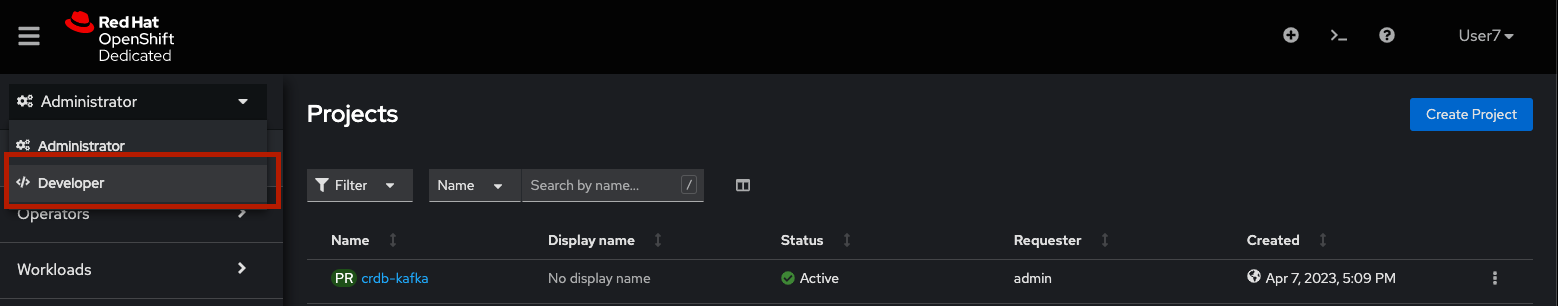 Red Hat
OpenShift
Dedicated
User7
Administrator
Administrator
Developer
Operators
Workloads
Projects
Create Project
Filter
Name
Search by name...
/
Name
Display name
Status
Requester
Created
PR crdb-kafka
No display name
Active
admin
Apr 7, 2023, 5:09 PM